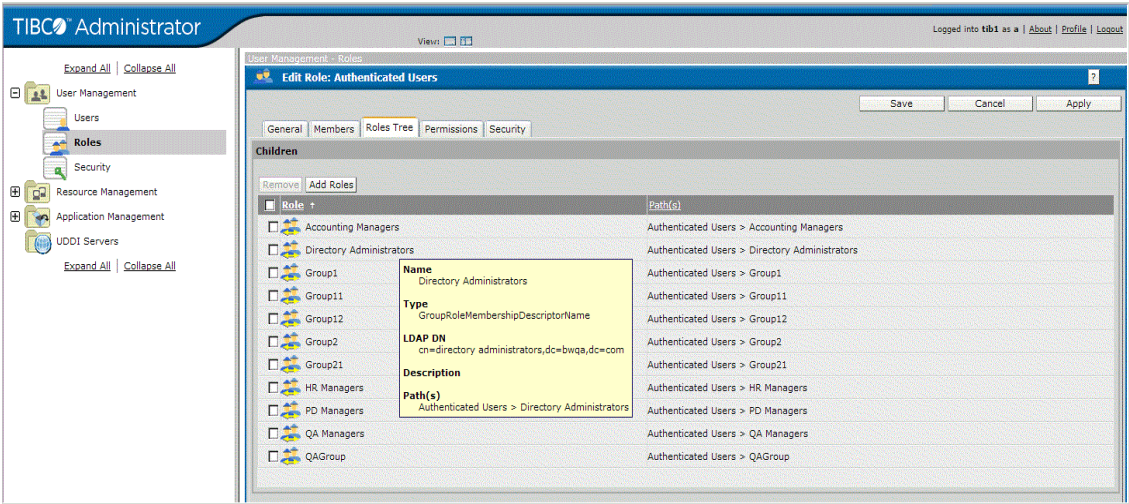 TIBCO™ Administrator
View:
Logged into tib1 as a | About | Profile | Logout
Expand All | Collapse All
User Management
Users
Roles
Security
Resource Management
Application Management
UDDI Servers
Expand All | Collapse All
User Management - Roles
Edit Role: Authenticated Users
?
Save Cancel Apply
General Members Roles Tree Permissions Security
Children
Remove Add Roles
Role Path(s)
Accounting Managers Authenticated Users > Accounting Managers
Directory Administrators Authenticated Users > Directory Administrators
Group1 Authenticated Users > Group1
Group11 Authenticated Users > Group11
Group12 Authenticated Users > Group12
Group2 Authenticated Users > Group2
Group21 Authenticated Users > Group21
HR Managers Authenticated Users > HR Managers
PD Managers Authenticated Users > PD Managers
QA Managers Authenticated Users > QA Managers
QAGroup Authenticated Users > QAGroup
Name
Directory Administrators
Type
GroupRoleMembershipDescriptorName
LDAP DN
cn=directory administrators,dc=bwqa,dc=com
Description
Path(s)
Authenticated Users > Directory Administrators